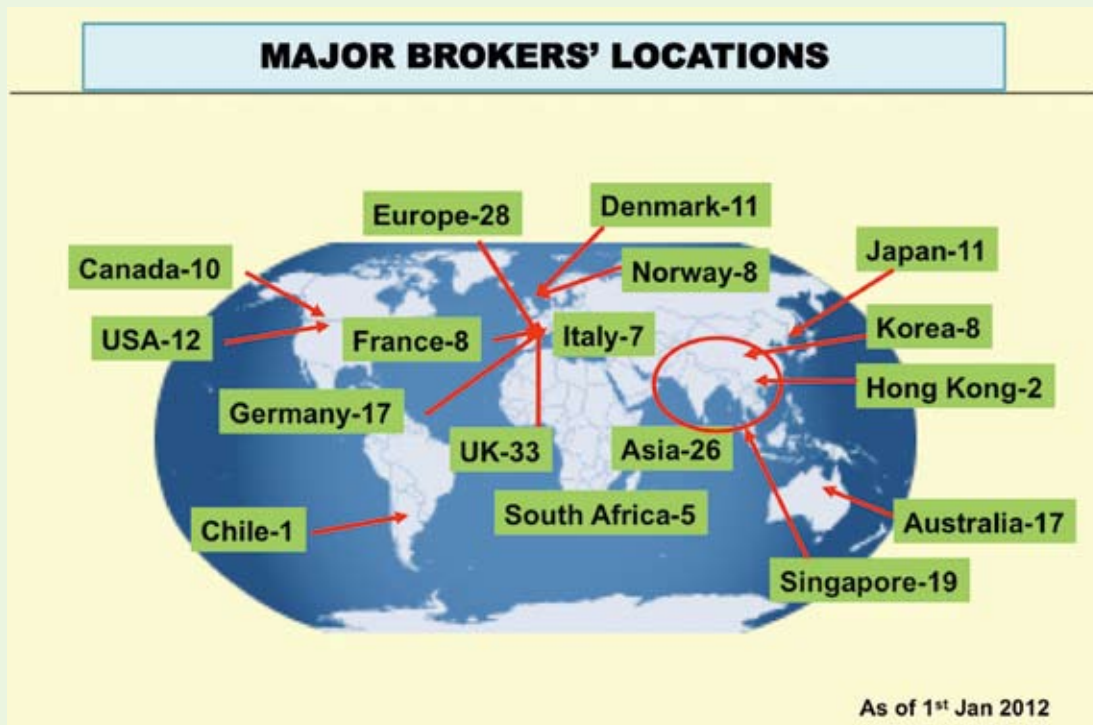 MAJOR BROKERS’ LOCATIONS
Europe-28
Denmark-11
Canada-10
Norway-8
Japan-11
USA-12
France-8
Italy-7
Korea-8
Germany-17
Hong Kong-2
UK-33
Asia-26
Chile-1
South Africa-5
Australia-17
Singapore-19
As of 1st Jan 2012